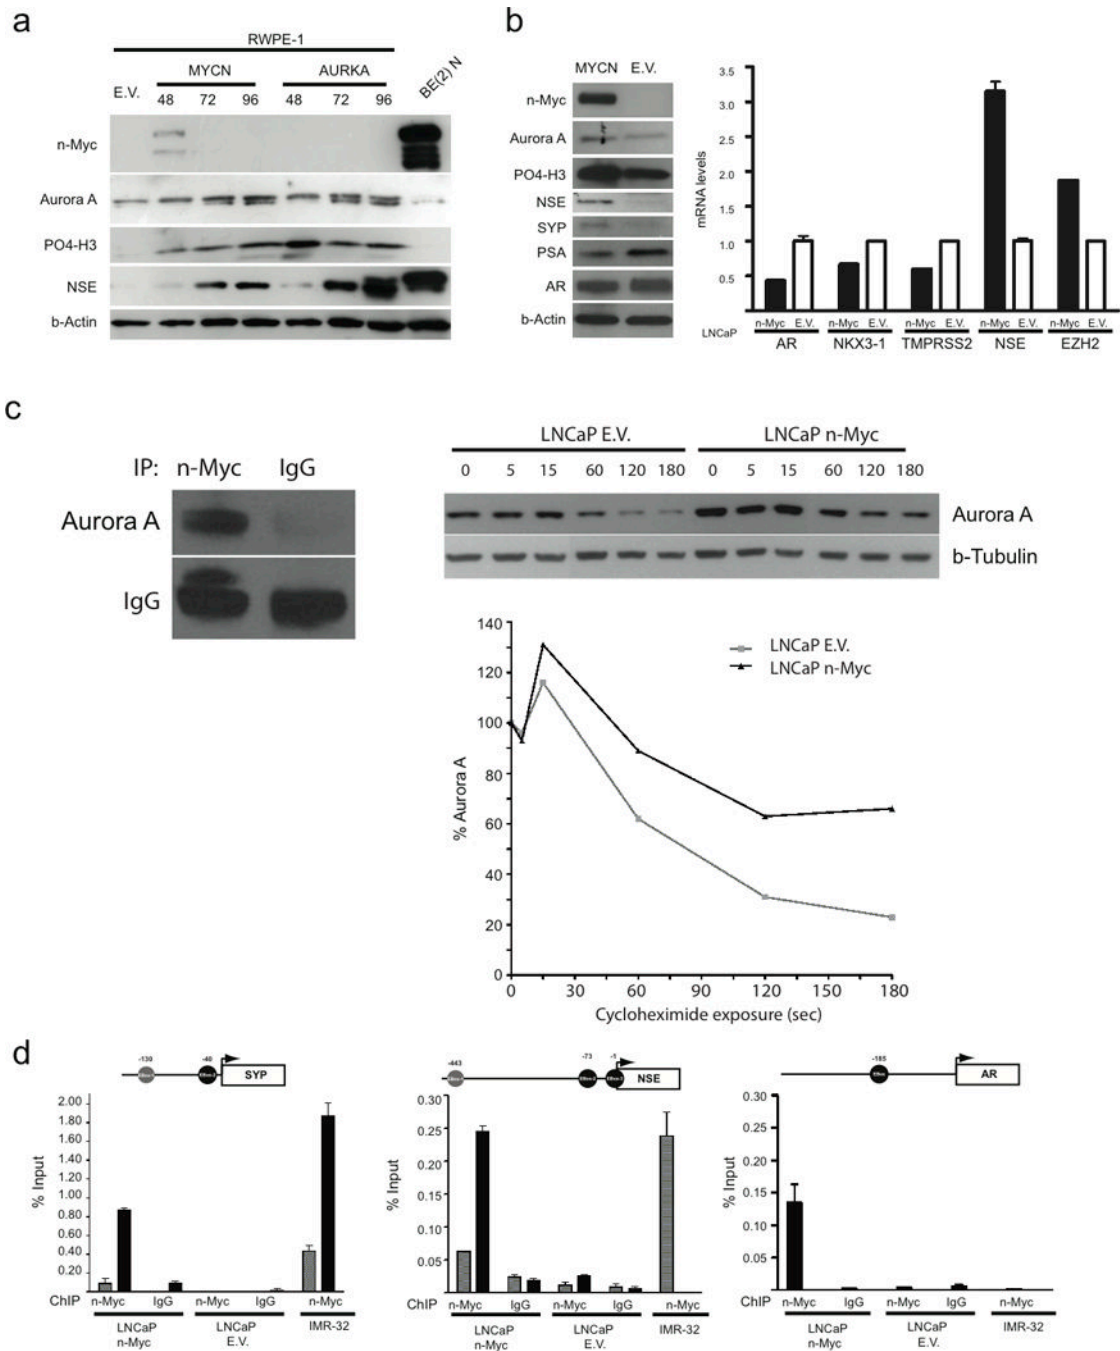 a
RWPE-1
MYCN AURKA
E.V. 48 72 96 48 72 96 BE(2) N
n-Myc
Aurora A
PO4-H3
NSE
b-Actin
b
MYCN E.V.
n-Myc
Aurora A
PO4-H3
NSE
SYP
PSA
AR
b-Actin
mRNA levels
3.5
3.0
2.5
2.0
1.5
1.0
0.5
LNCaP
n-Myc E.V. n-Myc E.V. n-Myc E.V. n-Myc E.V. n-Myc E.V.
AR NKX3-1 TMPRSS2 NSE EZH2
c
IP: n-Myc IgG
Aurora A
IgG
LNCaP E.V. LNCaP n-Myc
0 5 15 60 120 180 0 5 15 60 120 180
Aurora A
b-Tubulin
% Aurora A
140
120
100
80
60
40
20
0
LNCaP E.V.
LNCaP n-Myc
0 30 60 90 120 150 180
Cycloheximide exposure (sec)
d
-130 -40
SYP
% Input
2.00
1.80
1.60
1.40
1.20
1.00
0.80
0.60
0.40
0.20
ChIP n-Myc IgG n-Myc IgG n-Myc
LNCaP n-Myc
LNCaP E.V.
IMR-32
-443 -73 -1
NSE
% Input
0.30
0.25
0.20
0.15
0.10
0.05
ChIP n-Myc IgG n-Myc IgG n-Myc
LNCaP n-Myc
LNCaP E.V.
IMR-32
-185
AR
% Input
0.30
0.25
0.20
0.15
0.10
0.05
ChIP n-Myc IgG n-Myc IgG n-Myc
LNCaP n-Myc
LNCaP E.V.
IMR-32